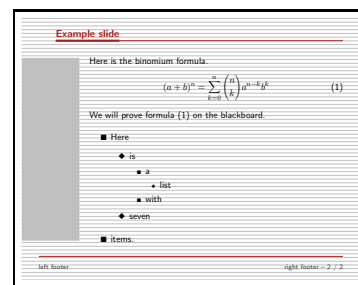 Example slide
Here is the binomium formula.
(a + b)^n = \sum_{k=0}^{n} \binom{n}{k} a^{n-k} b^k (1)
We will prove formula (1) on the blackboard.
■ Here
◆ is
■ a
◆ list
■ with
◆ seven
■ items.
left footer right footer – 2 / 2